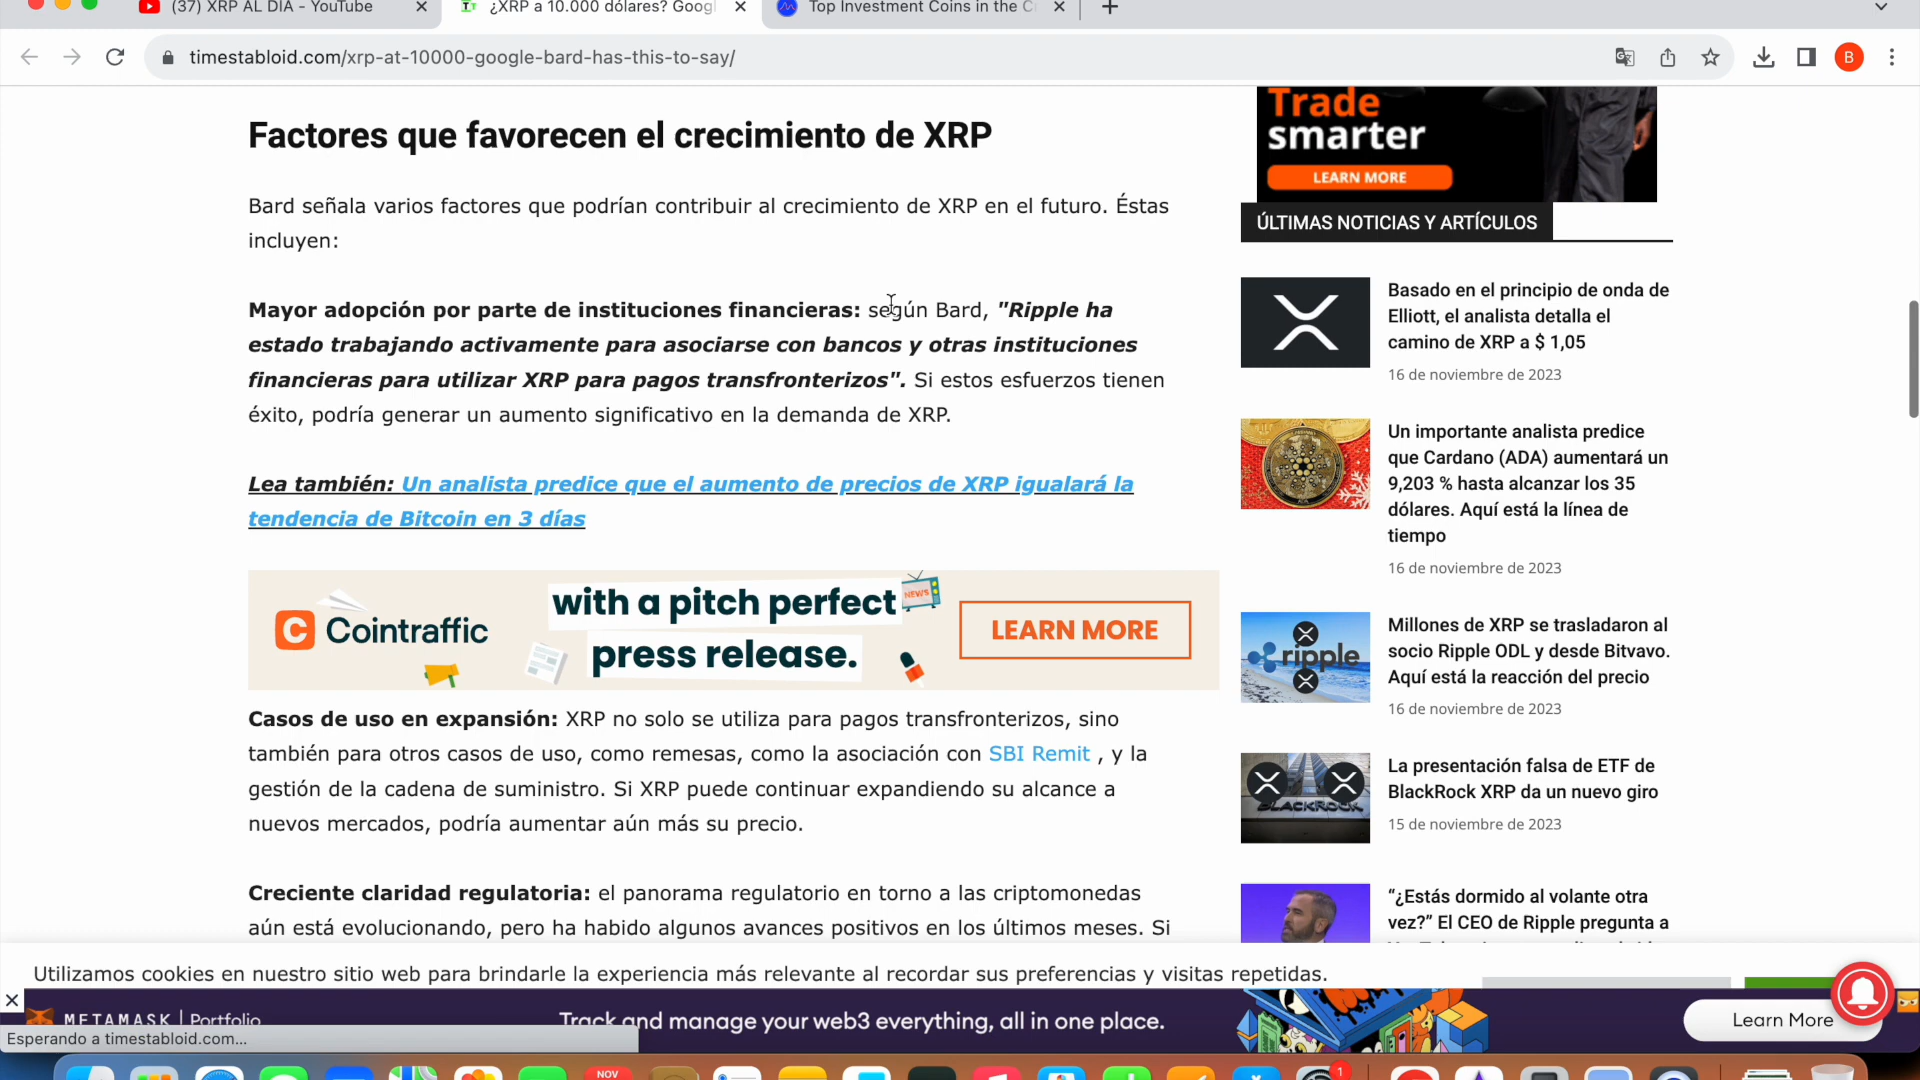 (37) XRP AL DÍA - YouTube
¿XRP a 10.000 dólares? Googl
Top Investment Coins in the C
timestabloid.com/xrp-at-10000-google-bard-has-this-to-say/
B
Factores que favorecen el crecimiento de XRP
Bard señala varios factores que podrían contribuir al crecimiento de XRP en el futuro. Éstas
incluyen:
Mayor adopción por parte de instituciones financieras: según Bard, "Ripple ha
estado trabajando activamente para asociarse con bancos y otras instituciones
financieras para utilizar XRP para pagos transfronterizos". Si estos esfuerzos tienen
éxito, podría generar un aumento significativo en la demanda de XRP.
Lea también: Un analista predice que el aumento de precios de XRP igualará la
tendencia de Bitcoin en 3 días
Cointraffic
with a pitch perfect
press release.
NEWS
LEARN MORE
Casos de uso en expansión: XRP no solo se utiliza para pagos transfronterizos, sino
también para otros casos de uso, como remesas, como la asociación con SBI Remit , y la
gestión de la cadena de suministro. Si XRP puede continuar expandiendo su alcance a
nuevos mercados, podría aumentar aún más su precio.
Creciente claridad regulatoria: el panorama regulatorio en torno a las criptomonedas
aún está evolucionando, pero ha habido algunos avances positivos en los últimos meses. Si
Trade
smarter
LEARN MORE
ÚLTIMAS NOTICIAS Y ARTÍCULOS
Basado en el principio de onda de
Elliott, el analista detalla el
camino de XRP a $ 1,05
16 de noviembre de 2023
Un importante analista predice
que Cardano (ADA) aumentará un
9,203 % hasta alcanzar los 35
dólares. Aquí está la línea de
tiempo
16 de noviembre de 2023
ripple
Millones de XRP se trasladaron al
socio Ripple ODL y desde Bitvavo.
Aquí está la reacción del precio
16 de noviembre de 2023
BLACKROCK
La presentación falsa de ETF de
BlackRock XRP da un nuevo giro
15 de noviembre de 2023
“¿Estás dormido al volante otra
vez?” El CEO de Ripple pregunta a
Utilizamos cookies en nuestro sitio web para brindarle la experiencia más relevante al recordar sus preferencias y visitas repetidas.
METAMASK | Portfolio
Track and manage your web3 everything, all in one place.
Learn More
Esperando a timestabloid.com...
NOV
1